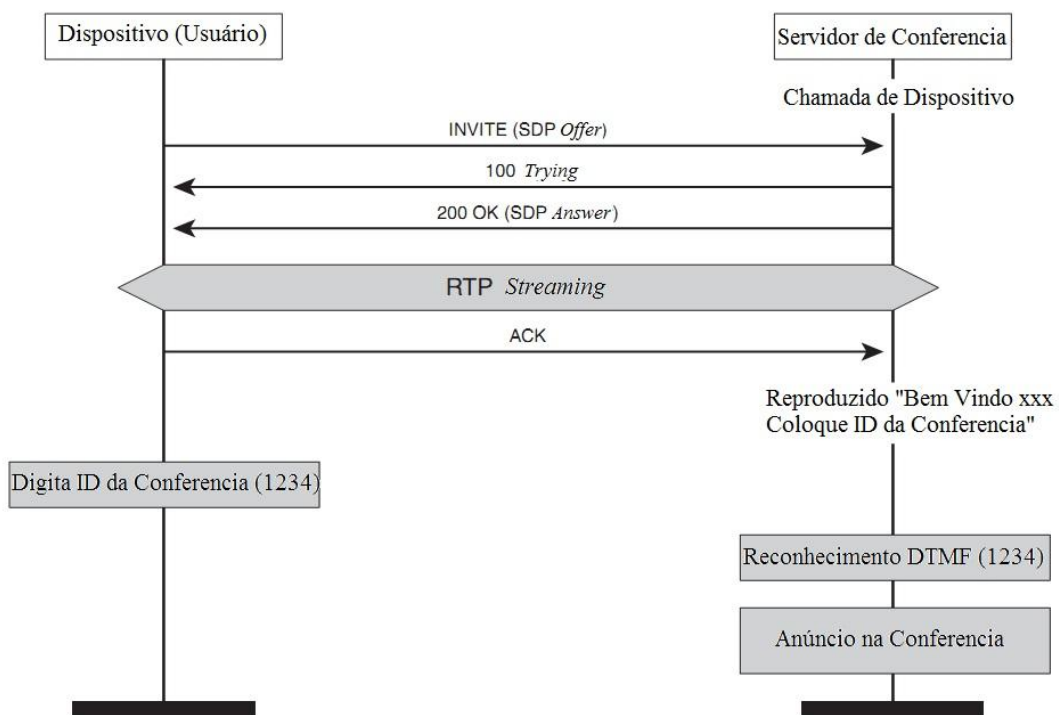 Dispositivo (Usuário)
Servidor de Conferencia
Chamada de Dispositivo
INVITE (SDP Offer)
100 Trying
200 OK (SDP Answer)
RTP Streaming
ACK
Reproduzido "Bem Vindo xxx
Coloque ID da Conferencia"
Digita ID da Conferencia (1234)
Reconhecimento DTMF (1234)
Anúncio na Conferencia